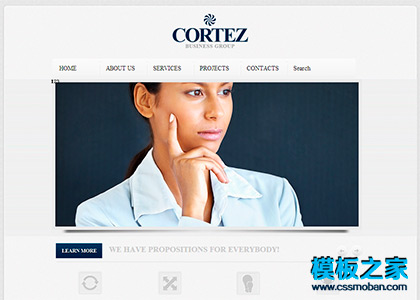 CORTEZ
BUSINESS GROUP
HOME ABOUT US SERVICES PROJECTS CONTACTS Search
123
LEARN MORE WE HAVE PROPOSITIONS FOR EVERYBODY!
模板之家
www.cssmoban.com